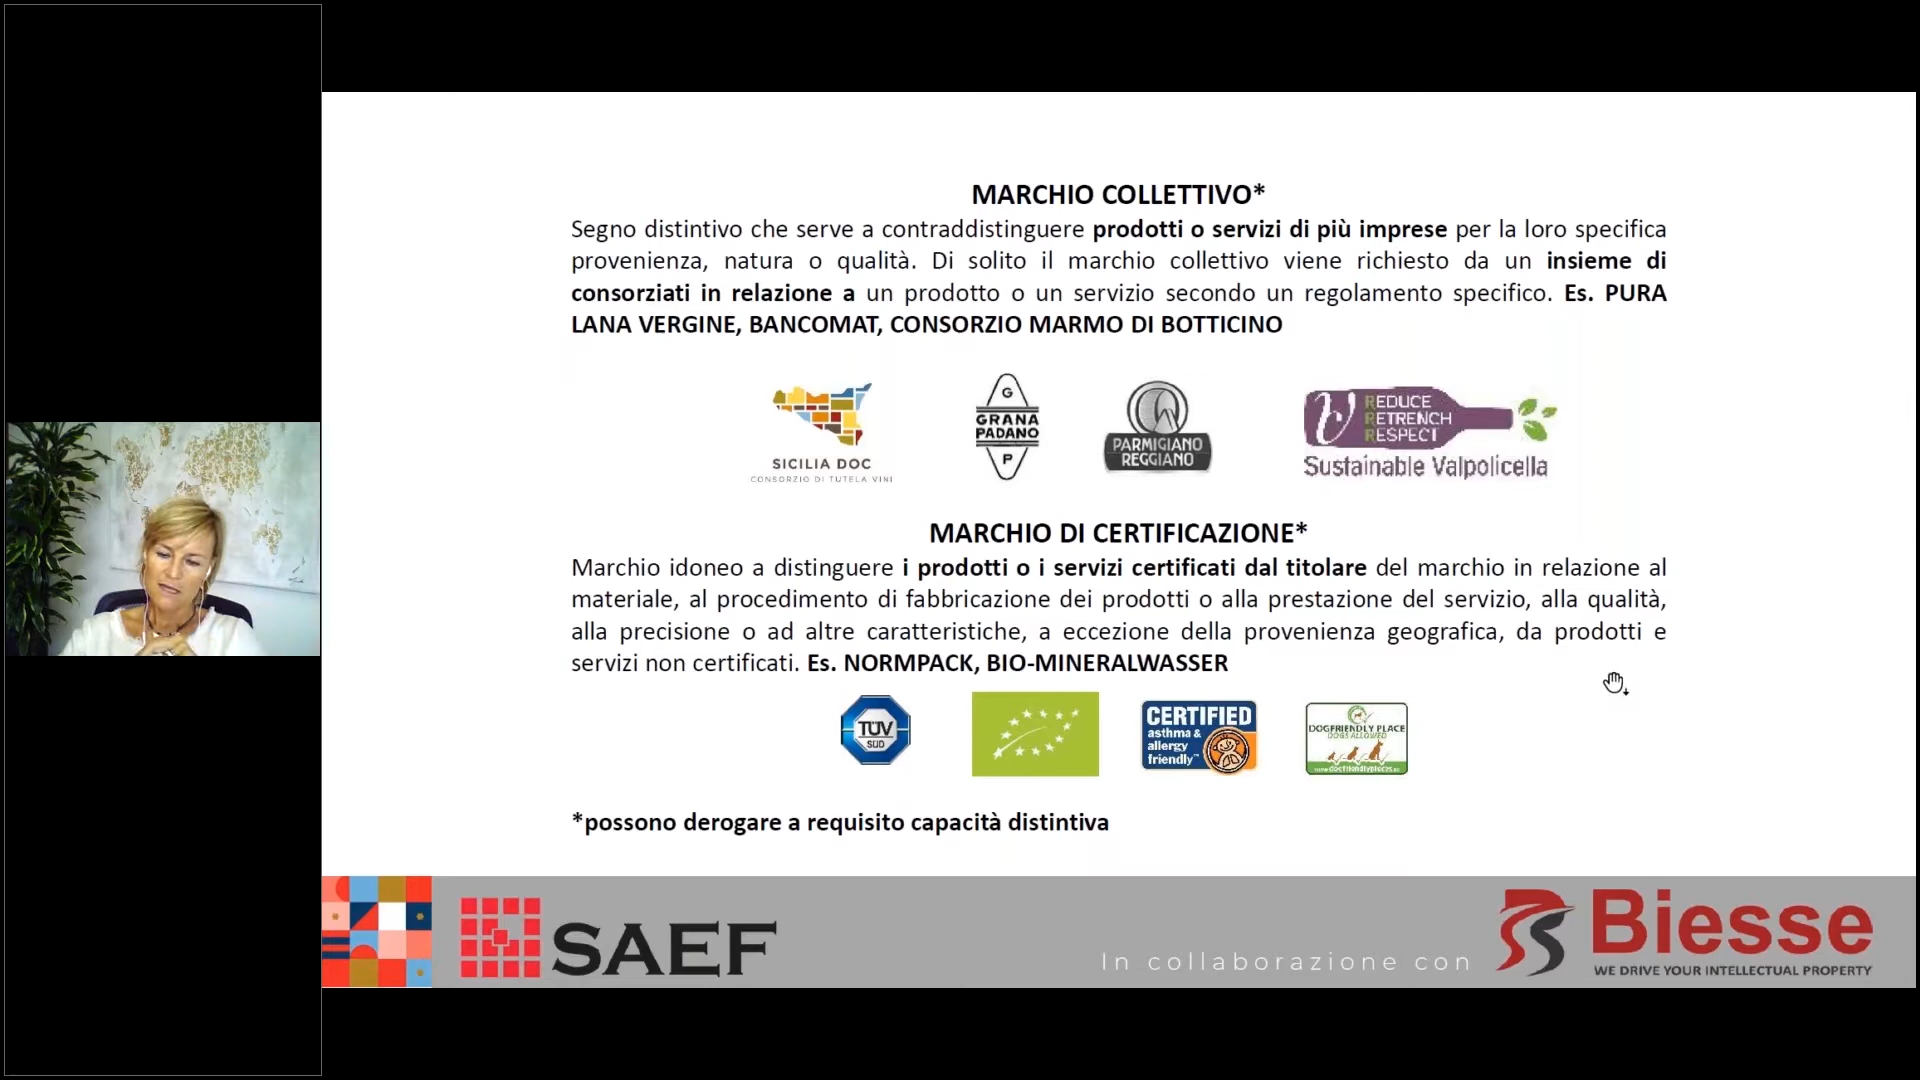 MARCHIO COLLETTIVO*
Segno distintivo che serve a contraddistinguere prodotti o servizi di più imprese per la loro specifica
provenienza, natura o qualità. Di solito il marchio collettivo viene richiesto da un insieme di
consorziati in relazione a un prodotto o un servizio secondo un regolamento specifico. Es. PURA
LANA VERGINE, BANCOMAT, CONSORZIO MARMO DI BOTTICINO
SICILIA DOC
CONSORZIO DI TUTELA VINI
G
GRANA
PADANO
P
PARMIGIANO
REGGIANO
REDUCE
RETRENCH
RESPECT
Sustainable Valpolicella
MARCHIO DI CERTIFICAZIONE*
Marchio idoneo a distinguere i prodotti o i servizi certificati dal titolare del marchio in relazione al
materiale, al procedimento di fabbricazione dei prodotti o alla prestazione del servizio, alla qualità,
alla precisione o ad altre caratteristiche, a eccezione della provenienza geografica, da prodotti e
servizi non certificati. Es. NORMPACK, BIO-MINERALWASSER
TÜV
SÜD
CERTIFIED
asthma &
allergy
friendly™
DOGFRIENDLY PLACE
DOGS ALLOWED
*possono derogare a requisito capacità distintiva
SAEF
In collaborazione con
Biesse
WE DRIVE YOUR INTELLECTUAL PROPERTY